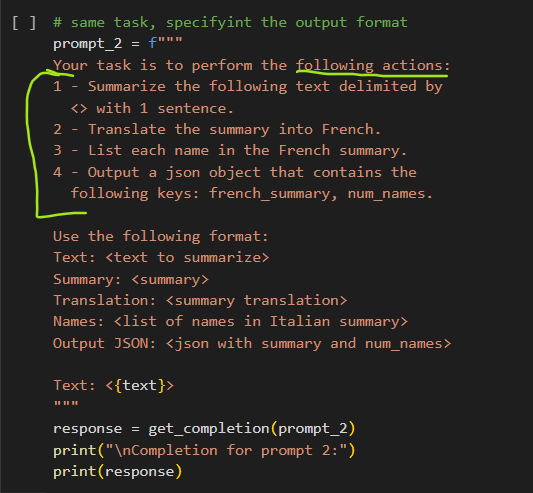 [ ] # same task, specifyint the output format
prompt_2 = f"""
Your task is to perform the following actions:
1 - Summarize the following text delimited by
<> with 1 sentence.
2 - Translate the summary into French.
3 - List each name in the French summary.
4 - Output a json object that contains the
following keys: french_summary, num_names.

Use the following format:
Text: <text to summarize>
Summary: <summary>
Translation: <summary translation>
Names: <list of names in Italian summary>
Output JSON: <json with summary and num_names>

Text: <{text}>
"""
response = get_completion(prompt_2)
print("\nCompletion for prompt 2:")
print(response)